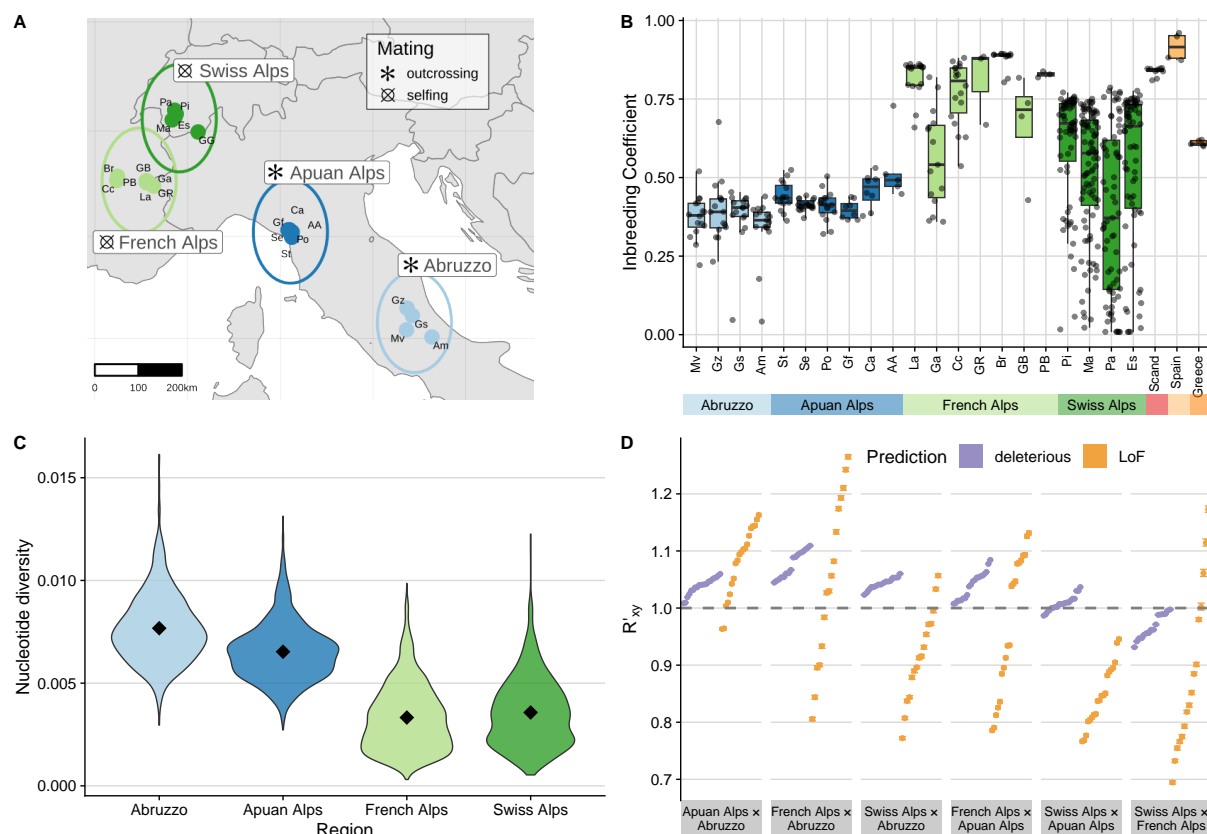 A
Mating
outcrossing
selfing
Swiss Alps
Pa
Pi
Ma
Es
GG
Br
GB
Ga
Cc
PB
La
GR
French Alps
Apuan Alps
Ca
Gf
AA
Se
Po
St
Abruzzo
Gz
Gs
Mv
Am
0 100 200km
B
Inbreeding Coefficient
1.00
0.75
0.50
0.25
0.00
Mv Gz Gs Am St Se Po Gf Ca AA La Ga Cc GR Br GB PB Pi Ma Pa Es Scand Spain Greece
Abruzzo Apuan Alps French Alps Swiss Alps
C
Nucleotide diversity
0.015
0.010
0.005
0.000
Abruzzo Apuan Alps French Alps Swiss Alps
Region
D
Prediction deleterious LoF
R'xy
1.2
1.1
1.0
0.9
0.8
0.7
Apuan Alps ×
Abruzzo
French Alps ×
Abruzzo
Swiss Alps ×
Abruzzo
French Alps ×
Apuan Alps
Swiss Alps ×
Apuan Alps
Swiss Alps ×
French Alps